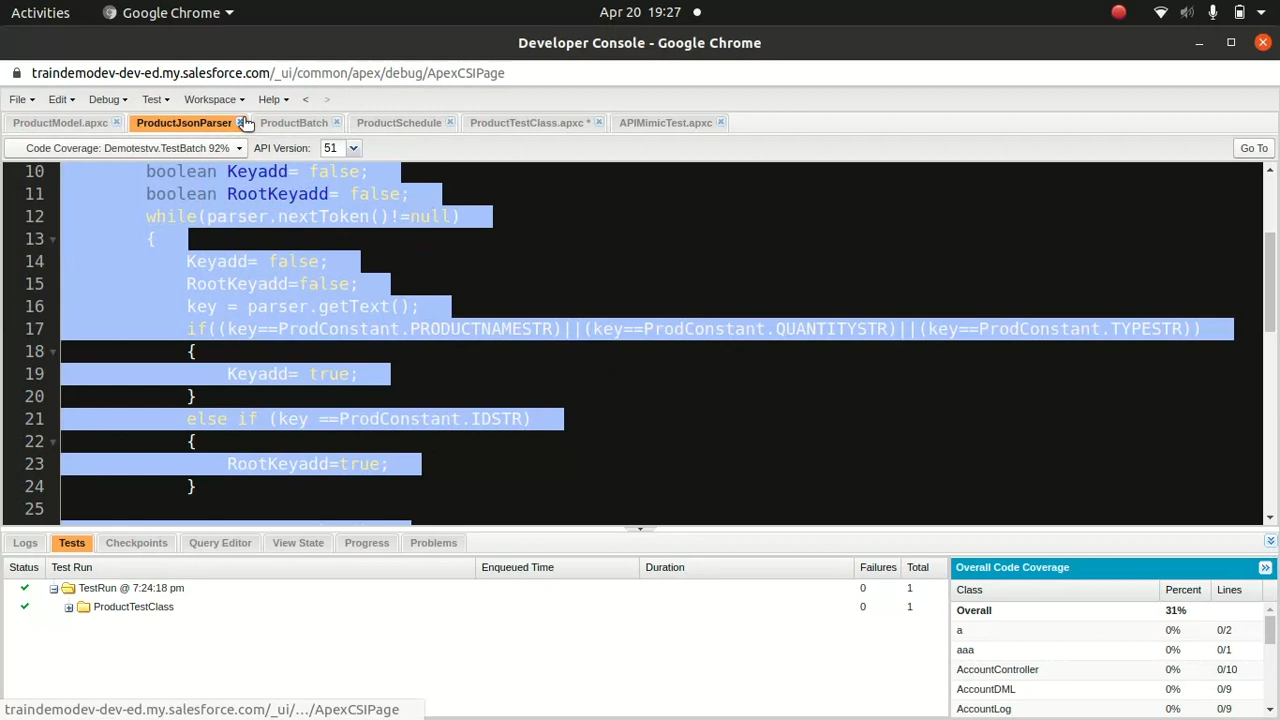 Activities Google Chrome Apr 20 19:27
Developer Console - Google Chrome
traindemodev-dev-ed.my.salesforce.com/_ui/common/apex/debug/ApexCSIPage
File Edit Debug Test Workspace Help < >
ProductModel.apxc ProductJsonParser ProductBatch ProductSchedule ProductTestClass.apxc * APIMimicTest.apxc
Code Coverage: Demotestvv.TestBatch 92% API Version: 51 Go To
10 boolean Keyadd= false;
11 boolean RootKeyadd= false;
12 while(parser.nextToken()!=null)
13 {
14 Keyadd= false;
15 RootKeyadd=false;
16 key = parser.getText();
17 if((key==ProdConstant.PRODUCTNAMESTR)||(key==ProdConstant.QUANTITYSTR)||(key==ProdConstant.TYPESTR))
18 {
19 Keyadd= true;
20 }
21 else if (key ==ProdConstant.IDSTR)
22 {
23 RootKeyadd=true;
24 }
25
Logs Tests Checkpoints Query Editor View State Progress Problems
Status Test Run Enqueued Time Duration Failures Total Overall Code Coverage
TestRun @ 7:24:18 pm 0 1
ProductTestClass 0 1
Class Percent Lines
Overall 31%
a 0% 0/2
aaa 0% 0/1
AccountController 0% 0/10
AccountDML 0% 0/9
AccountLog 0% 0/9
traindemodev-dev-ed.my.salesforce.com/_ui/.../ApexCSIPage